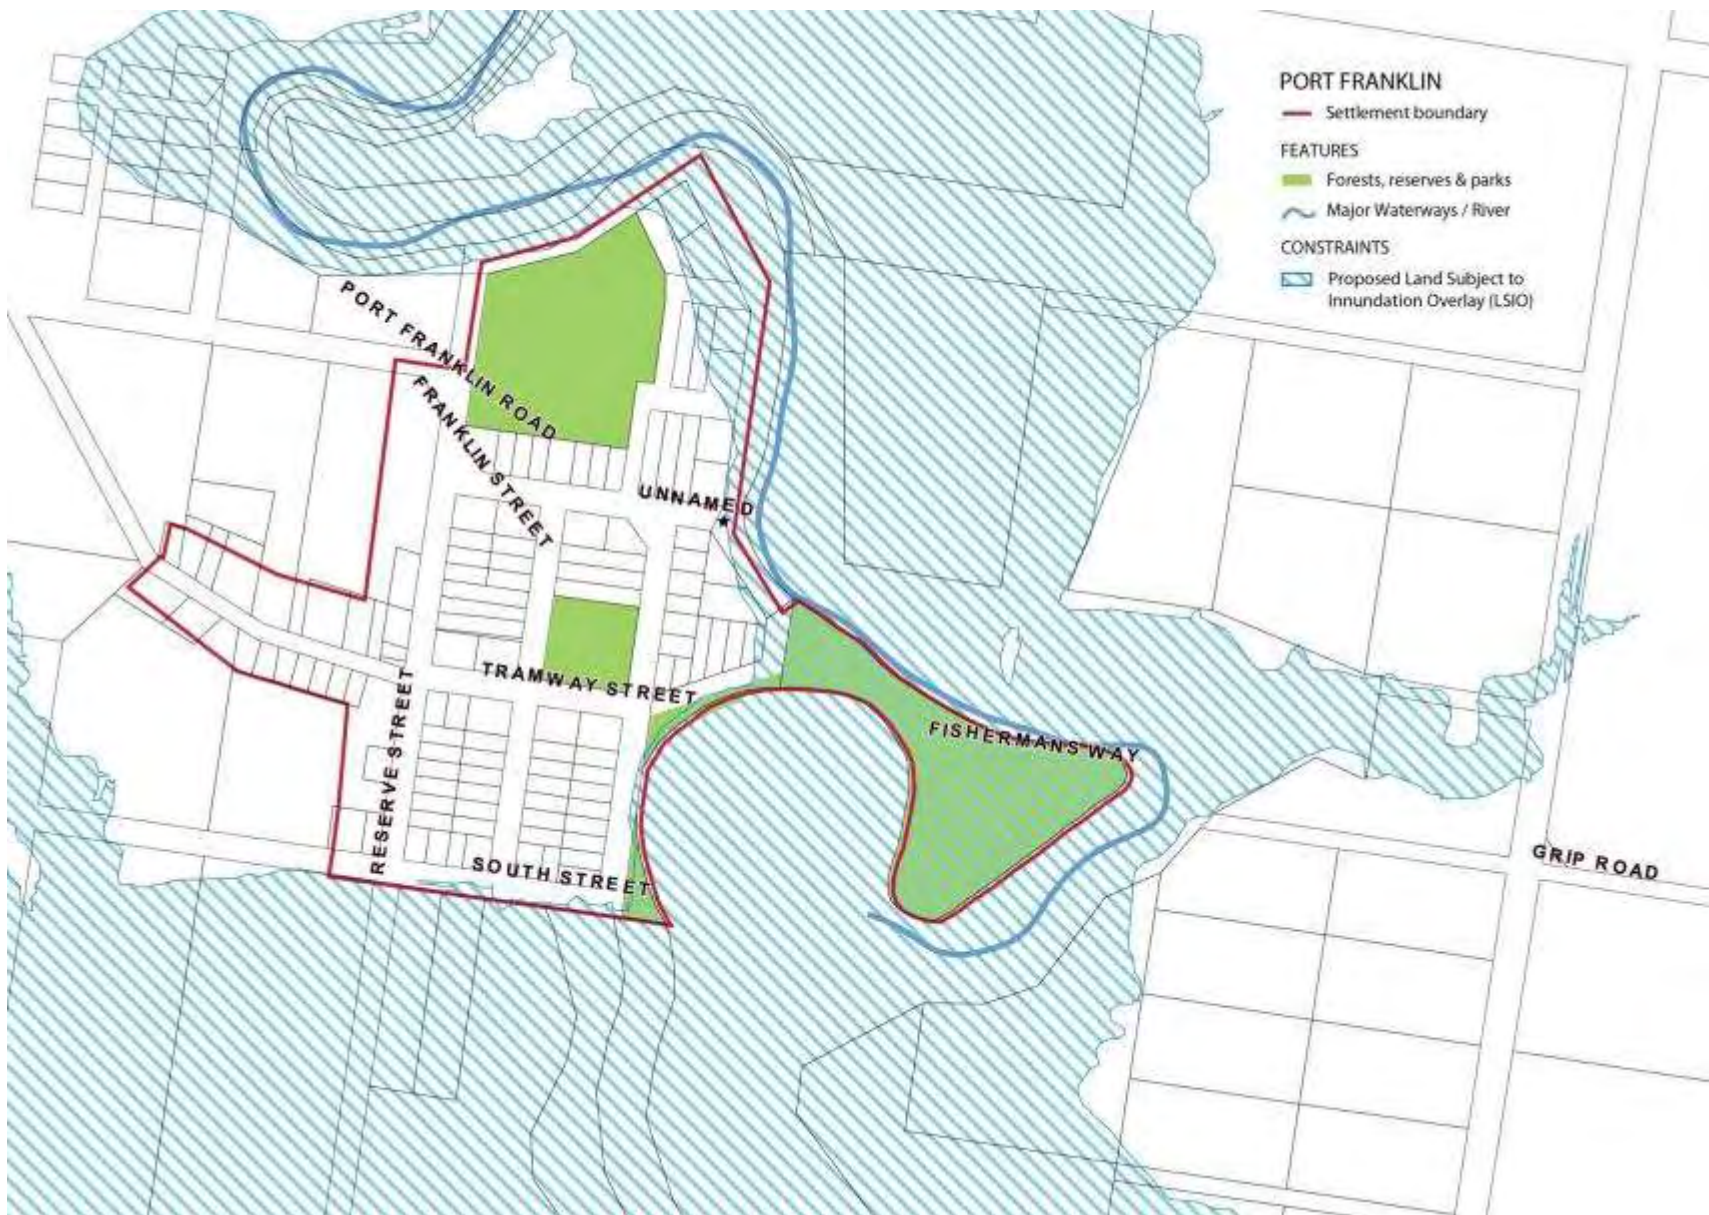 PORT FRANKLIN
Settlement boundary
FEATURES
Forests, reserves & parks
Major Waterways / River
CONSTRAINTS
Proposed Land Subject to
Innundation Overlay (LSIO)
PORT FRANKLIN ROAD
FRANKLIN STREET
UNNAMED
TRAMWAY STREET
RESERVE STREET
FISHERMANS WAY
SOUTH STREET
GRIP ROAD